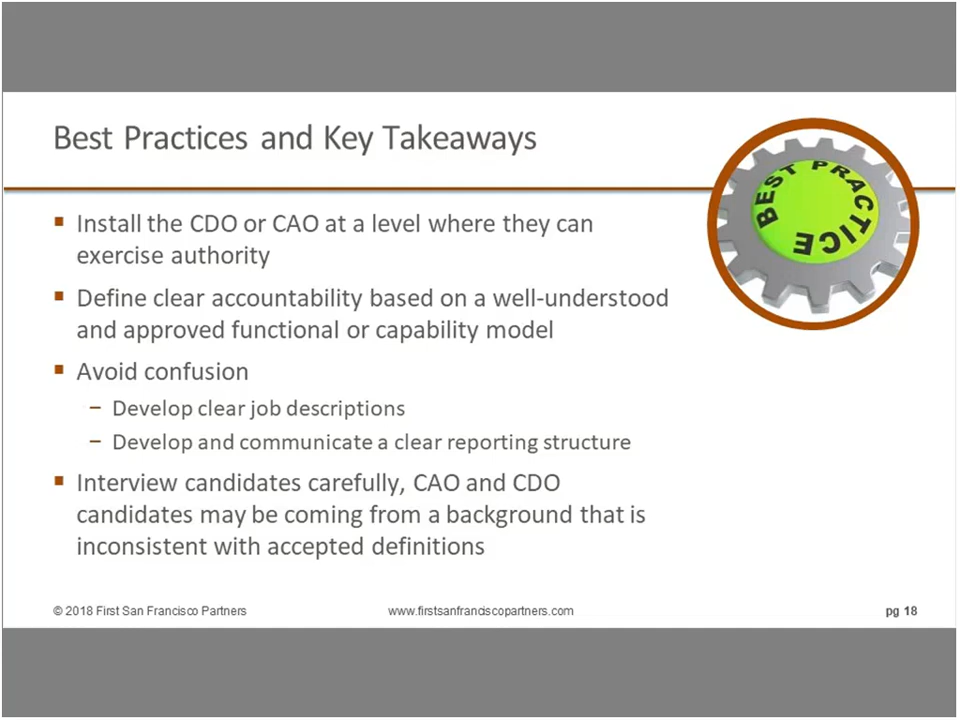 Best Practices and Key Takeaways
BEST PRACTICE
▪ Install the CDO or CAO at a level where they can
exercise authority
▪ Define clear accountability based on a well-understood
and approved functional or capability model
▪ Avoid confusion
− Develop clear job descriptions
− Develop and communicate a clear reporting structure
▪ Interview candidates carefully, CAO and CDO
candidates may be coming from a background that is
inconsistent with accepted definitions
© 2018 First San Francisco Partners
www.firstsanfranciscopartners.com
pg 18